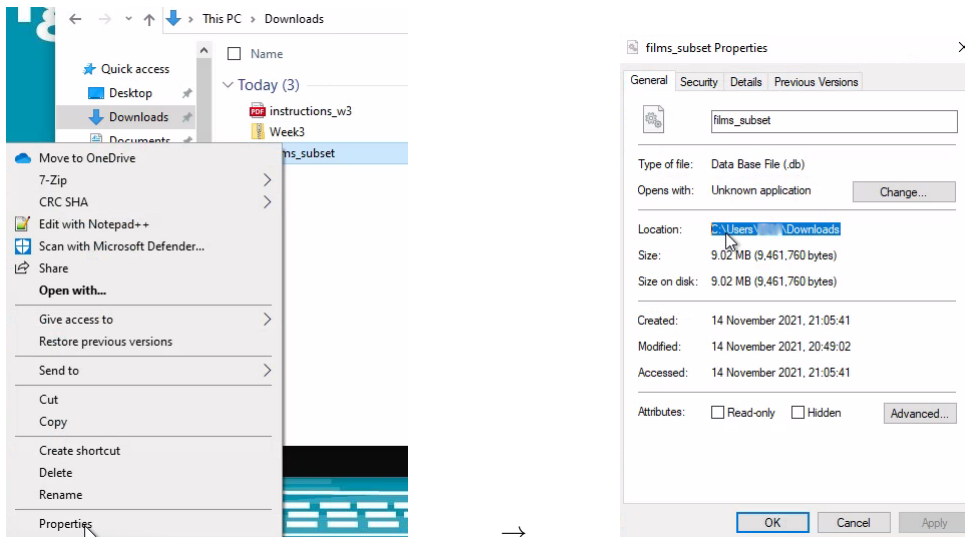 This PC > Downloads
Name
Quick access
Today (3)
Desktop
instructions_w3
Downloads
Week3
Documents
ms_subset
Move to OneDrive
7-Zip
CRC SHA
Edit with Notepad++
Scan with Microsoft Defender...
Share
Open with...
Give access to
Restore previous versions
Send to
Cut
Copy
Create shortcut
Delete
Rename
Properties
→
films_subset Properties
General Security Details Previous Versions
films_subset
Type of file: Data Base File (.db)
Opens with: Unknown application Change...
Location: C:\Users\ \Downloads
Size: 9.02 MB (9,461,760 bytes)
Size on disk: 9.02 MB (9,461,760 bytes)
Created: 14 November 2021, 21:05:41
Modified: 14 November 2021, 20:49:02
Accessed: 14 November 2021, 21:05:41
Attributes: Read-only Hidden Advanced...
OK Cancel Apply